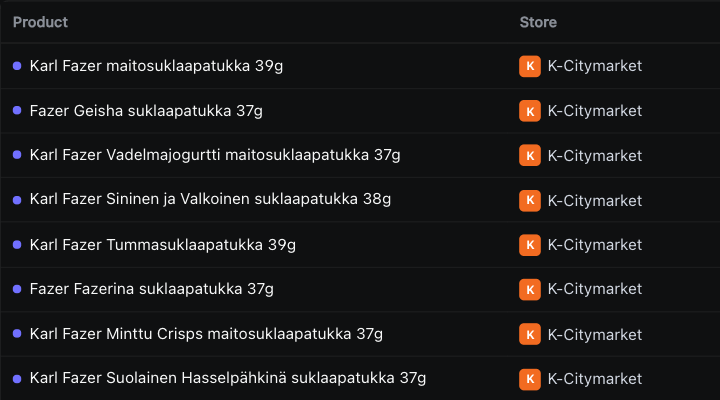 Product Store
Karl Fazer maitosuklaapatukka 39g K K-Citymarket
Fazer Geisha suklaapatukka 37g K K-Citymarket
Karl Fazer Vadelmajogurtti maitosuklaapatukka 37g K K-Citymarket
Karl Fazer Sininen ja Valkoinen suklaapatukka 38g K K-Citymarket
Karl Fazer Tummasuklaapatukka 39g K K-Citymarket
Fazer Fazerina suklaapatukka 37g K K-Citymarket
Karl Fazer Minttu Crisps maitosuklaapatukka 37g K K-Citymarket
Karl Fazer Suolainen Hasselpähkinä suklaapatukka 37g K K-Citymarket